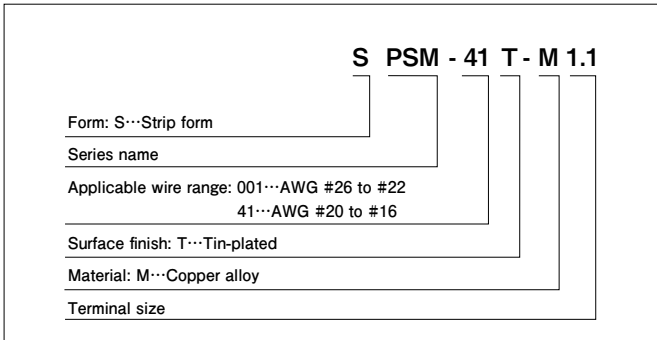 S PSM - 41 T - M 1.1
Form: S…Strip form
Series name
Applicable wire range: 001…AWG #26 to #22
41…AWG #20 to #16
Surface finish: T…Tin-plated
Material: M…Copper alloy
Terminal size